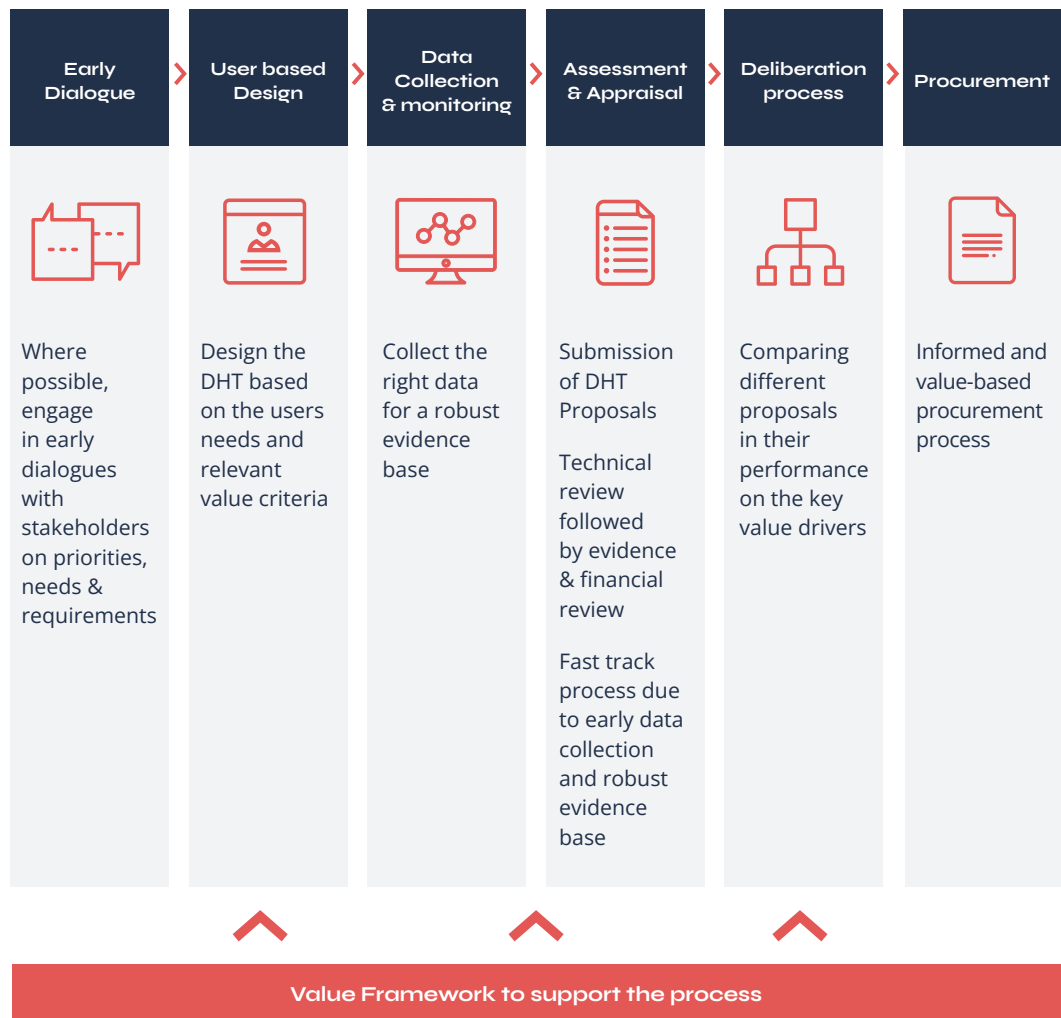 Early
Dialogue
User based
Design
Data
Collection
& monitoring
Assessment
& Appraisal
Deliberation
process
Procurement
Where
possible,
engage
in early
dialogues
with
stakeholders
on priorities,
needs &
requirements
Design the
DHT based
on the users
needs and
relevant
value criteria
Collect the
right data
for a robust
evidence
base
Submission
of DHT
Proposals
Technical
review
followed
by evidence
& financial
review
Fast track
process due
to early data
collection
and robust
evidence
base
Comparing
different
proposals
in their
performance
on the key
value drivers
Informed and
value-based
procurement
process
Value Framework to support the process